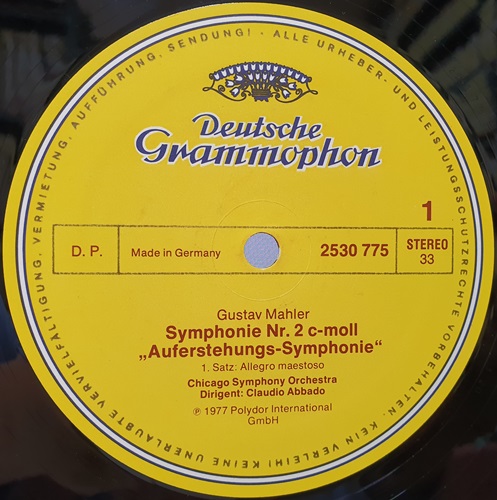 Deutsche
Grammophon
1
D. P.
Made in Germany
2530 775
STEREO
33
Gustav Mahler
Symphonie Nr. 2 c-moll
„Auferstehungs-Symphonie“
1. Satz: Allegro maestoso
Chicago Symphony Orchestra
Dirigent: Claudio Abbado
℗ 1977 Polydor International
GmbH
ALLE URHEBER- UND LEISTUNGSSCHUTZRECHTE VORBEHALTEN. KEIN VERLEIH! KEINE UNERLAUBTE VERVIELFÄLTIGUNG, VERMIETUNG, AUFFÜHRUNG, SENDUNG! -